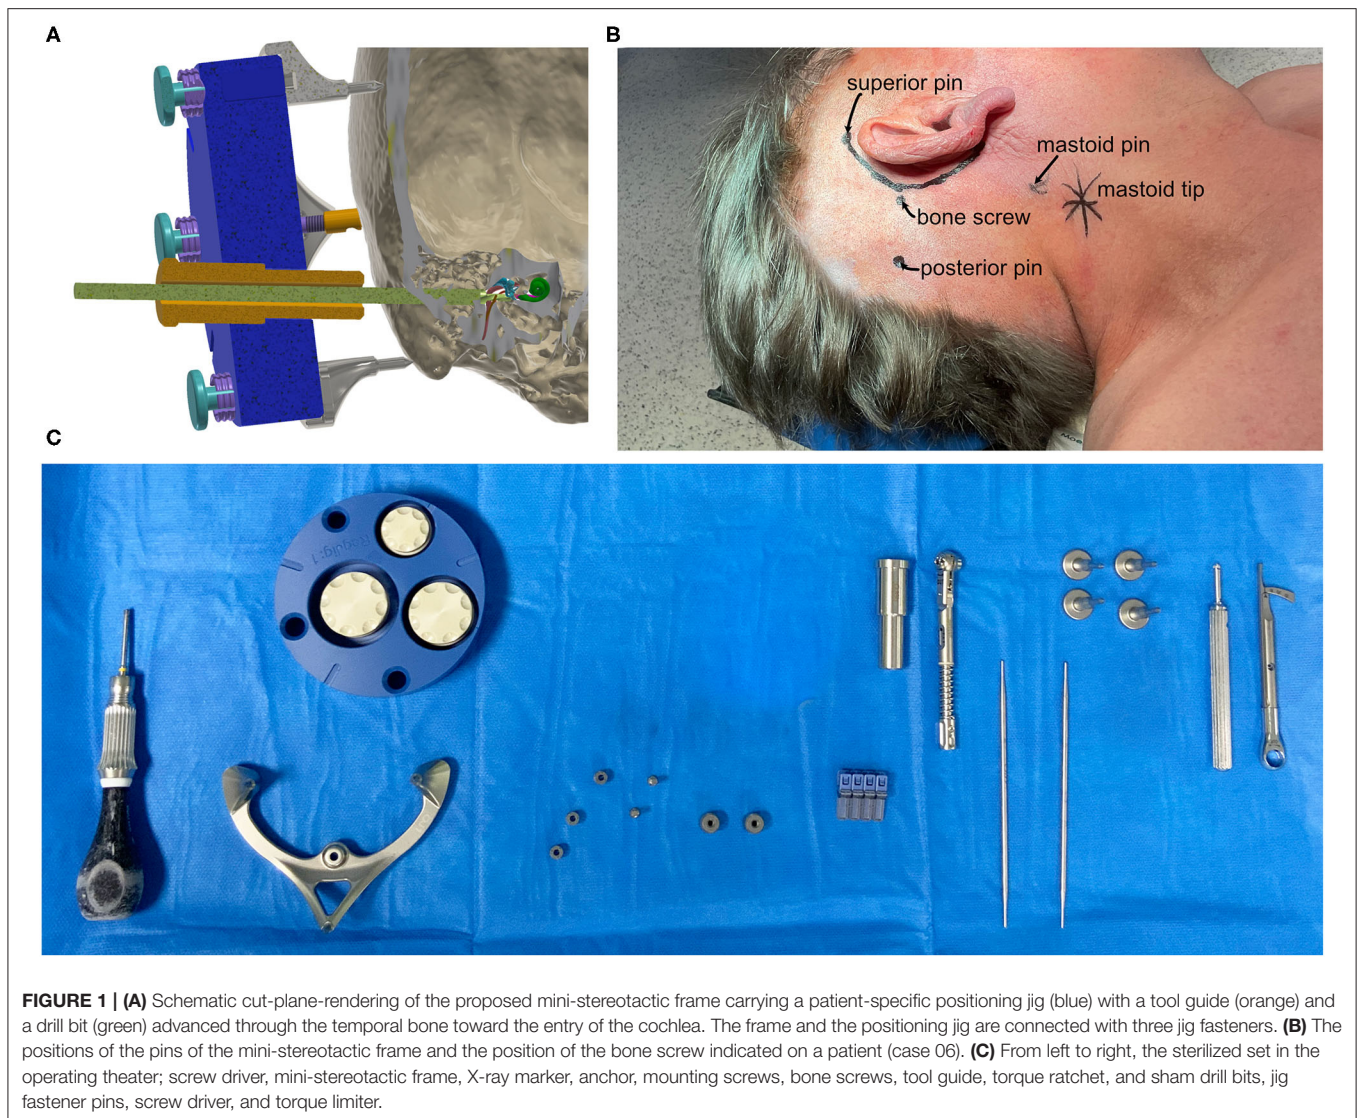 A
B
superior pin
mastoid pin
mastoid tip
bone screw
posterior pin
C
FIGURE 1 | (A) Schematic cut-plane-rendering of the proposed mini-stereotactic frame carrying a patient-specific positioning jig (blue) with a tool guide (orange) and
a drill bit (green) advanced through the temporal bone toward the entry of the cochlea. The frame and the positioning jig are connected with three jig fasteners. (B) The
positions of the pins of the mini-stereotactic frame and the position of the bone screw indicated on a patient (case 06). (C) From left to right, the sterilized set in the
operating theater; screw driver, mini-stereotactic frame, X-ray marker, anchor, mounting screws, bone screws, tool guide, torque ratchet, and sham drill bits, jig
fastener pins, screw driver, and torque limiter.